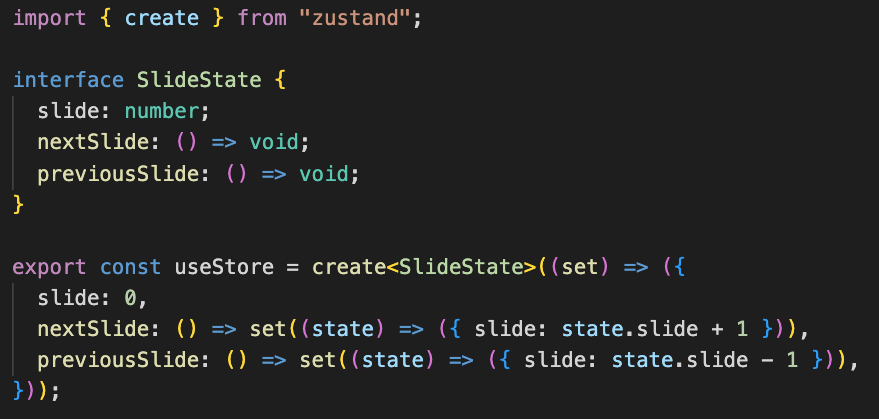 import { create } from "zustand";
interface SlideState {
slide: number;
nextSlide: () => void;
previousSlide: () => void;
}
export const useStore = create<SlideState>((set) => ({
slide: 0,
nextSlide: () => set((state) => ({ slide: state.slide + 1 })),
previousSlide: () => set((state) => ({ slide: state.slide - 1 })),
}));